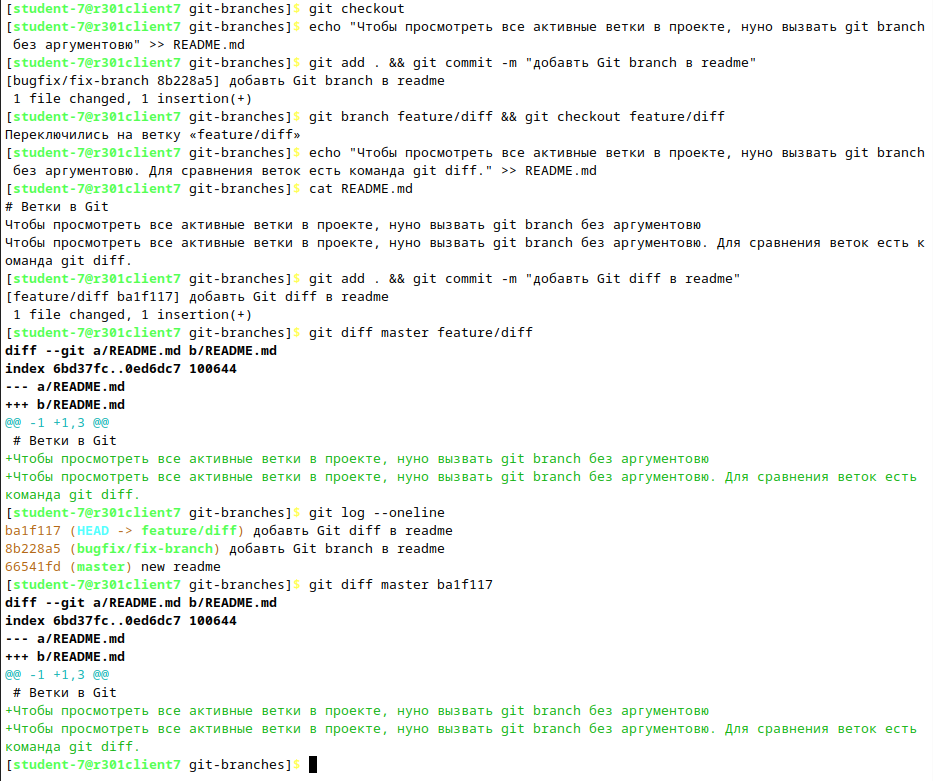 [student-7@r301client7 git-branches]$ git checkout
[student-7@r301client7 git-branches]$ echo "Чтобы просмотреть все активные ветки в проекте, нуно вызвать git branch
 без аргументовю" >> README.md
[student-7@r301client7 git-branches]$ git add . && git commit -m "добавть Git branch в readme"
[bugfix/fix-branch 8b228a5] добавть Git branch в readme
 1 file changed, 1 insertion(+)
[student-7@r301client7 git-branches]$ git branch feature/diff && git checkout feature/diff
Переключились на ветку «feature/diff»
[student-7@r301client7 git-branches]$ echo "Чтобы просмотреть все активные ветки в проекте, нуно вызвать git branch
 без аргументовю. Для сравнения веток есть команда git diff." >> README.md
[student-7@r301client7 git-branches]$ cat README.md
# Ветки в Git
Чтобы просмотреть все активные ветки в проекте, нуно вызвать git branch без аргументовю
Чтобы просмотреть все активные ветки в проекте, нуно вызвать git branch без аргументовю. Для сравнения веток есть к
оманда git diff.
[student-7@r301client7 git-branches]$ git add . && git commit -m "добавть Git diff в readme"
[feature/diff ba1f117] добавть Git diff в readme
 1 file changed, 1 insertion(+)
[student-7@r301client7 git-branches]$ git diff master feature/diff
diff --git a/README.md b/README.md
index 6bd37fc..0ed6dc7 100644
--- a/README.md
+++ b/README.md
@@ -1 +1,3 @@
 # Ветки в Git
+Чтобы просмотреть все активные ветки в проекте, нуно вызвать git branch без аргументовю
+Чтобы просмотреть все активные ветки в проекте, нуно вызвать git branch без аргументовю. Для сравнения веток есть
команда git diff.
[student-7@r301client7 git-branches]$ git log --oneline
ba1f117 (HEAD -> feature/diff) добавть Git diff в readme
8b228a5 (bugfix/fix-branch) добавть Git branch в readme
66541fd (master) new readme
[student-7@r301client7 git-branches]$ git diff master ba1f117
diff --git a/README.md b/README.md
index 6bd37fc..0ed6dc7 100644
--- a/README.md
+++ b/README.md
@@ -1 +1,3 @@
 # Ветки в Git
+Чтобы просмотреть все активные ветки в проекте, нуно вызвать git branch без аргументовю
+Чтобы просмотреть все активные ветки в проекте, нуно вызвать git branch без аргументовю. Для сравнения веток есть
команда git diff.
[student-7@r301client7 git-branches]$